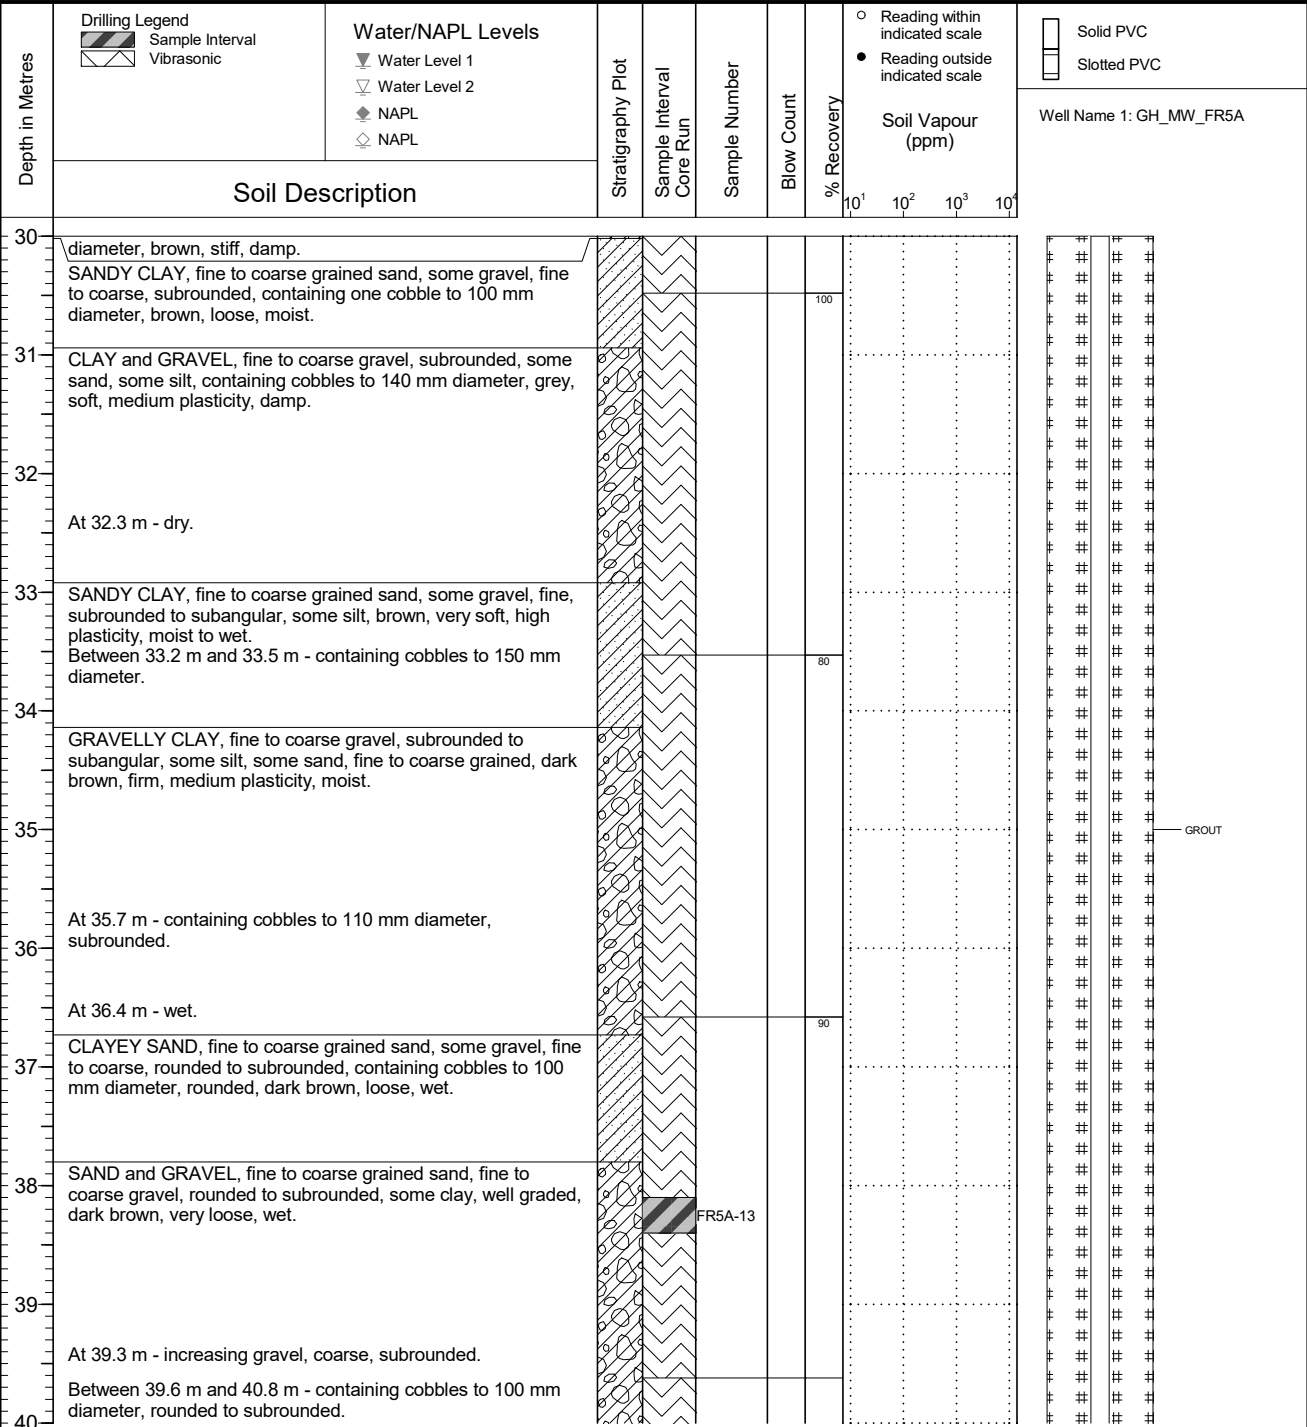 Depth in Metres
Drilling Legend
Sample Interval
Vibrasonic
Water/NAPL Levels
Water Level 1
Water Level 2
NAPL
NAPL
Soil Description
Stratigraphy Plot
Sample Interval
Core Run
Sample Number
Blow Count
% Recovery
Reading within
indicated scale
Reading outside
indicated scale
Soil Vapour
(ppm)
10¹ 10² 10³ 10⁴
Solid PVC
Slotted PVC
Well Name 1: GH_MW_FR5A
30
diameter, brown, stiff, damp.
SANDY CLAY, fine to coarse grained sand, some gravel, fine
to coarse, subrounded, containing one cobble to 100 mm
diameter, brown, loose, moist.
100
31
CLAY and GRAVEL, fine to coarse gravel, subrounded, some
sand, some silt, containing cobbles to 140 mm diameter, grey,
soft, medium plasticity, damp.
32
At 32.3 m - dry.
33
SANDY CLAY, fine to coarse grained sand, some gravel, fine,
subrounded to subangular, some silt, brown, very soft, high
plasticity, moist to wet.
Between 33.2 m and 33.5 m - containing cobbles to 150 mm
diameter.
80
34
GRAVELLY CLAY, fine to coarse gravel, subrounded to
subangular, some silt, some sand, fine to coarse grained, dark
brown, firm, medium plasticity, moist.
35
GROUT
At 35.7 m - containing cobbles to 110 mm diameter,
subrounded.
36
At 36.4 m - wet.
90
CLAYEY SAND, fine to coarse grained sand, some gravel, fine
to coarse, rounded to subrounded, containing cobbles to 100
mm diameter, rounded, dark brown, loose, wet.
37
38
SAND and GRAVEL, fine to coarse grained sand, fine to
coarse gravel, rounded to subrounded, some clay, well graded,
dark brown, very loose, wet.
FR5A-13
39
At 39.3 m - increasing gravel, coarse, subrounded.
Between 39.6 m and 40.8 m - containing cobbles to 100 mm
diameter, rounded to subrounded.
40